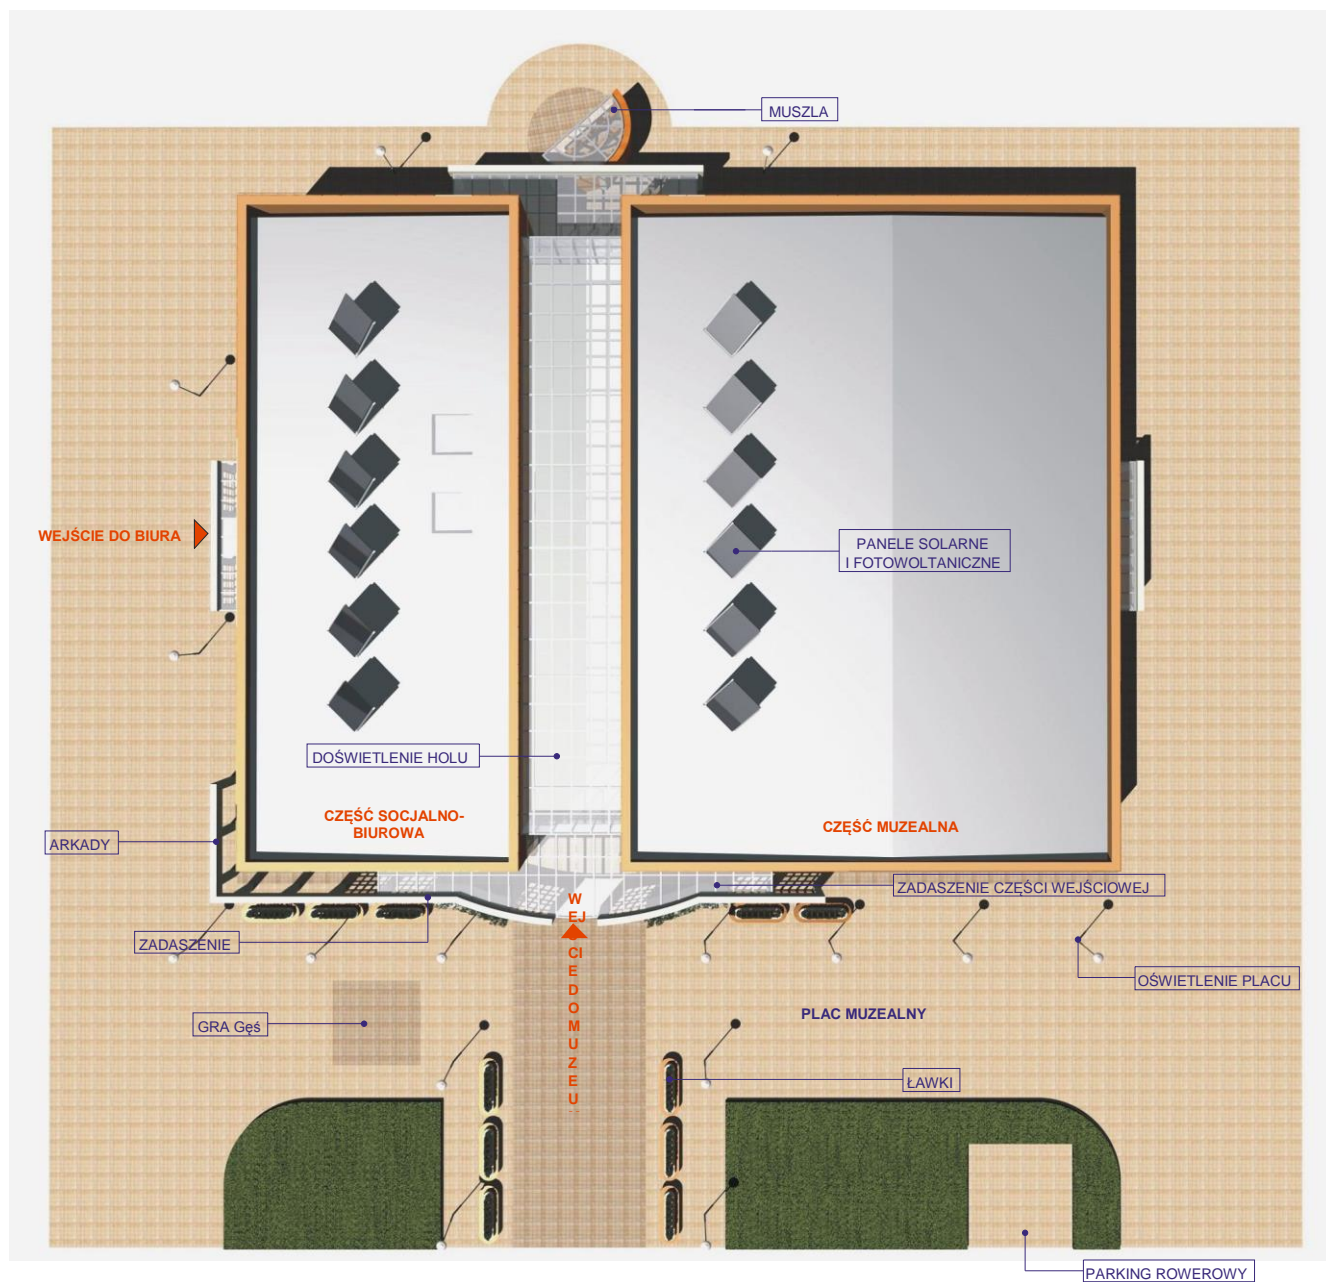 MUSZLA
WEJŚCIE DO BIURA
PANELE SOLARNE
I FOTOWOLTANICZNE
DOŚWIETLENIE HOLU
CZĘŚĆ SOCJALNO-
BIUROWA
CZĘŚĆ MUZEALNA
ARKADY
ZADASZENIE CZĘŚCI WEJŚCIOWEJ
ZADASZENIE
W
EJ
CI
E
D
O
M
U
Z
E
U
OŚWIETLENIE PLACU
PLAC MUZEALNY
GRA Gęś
ŁAWKI
PARKING ROWEROWY